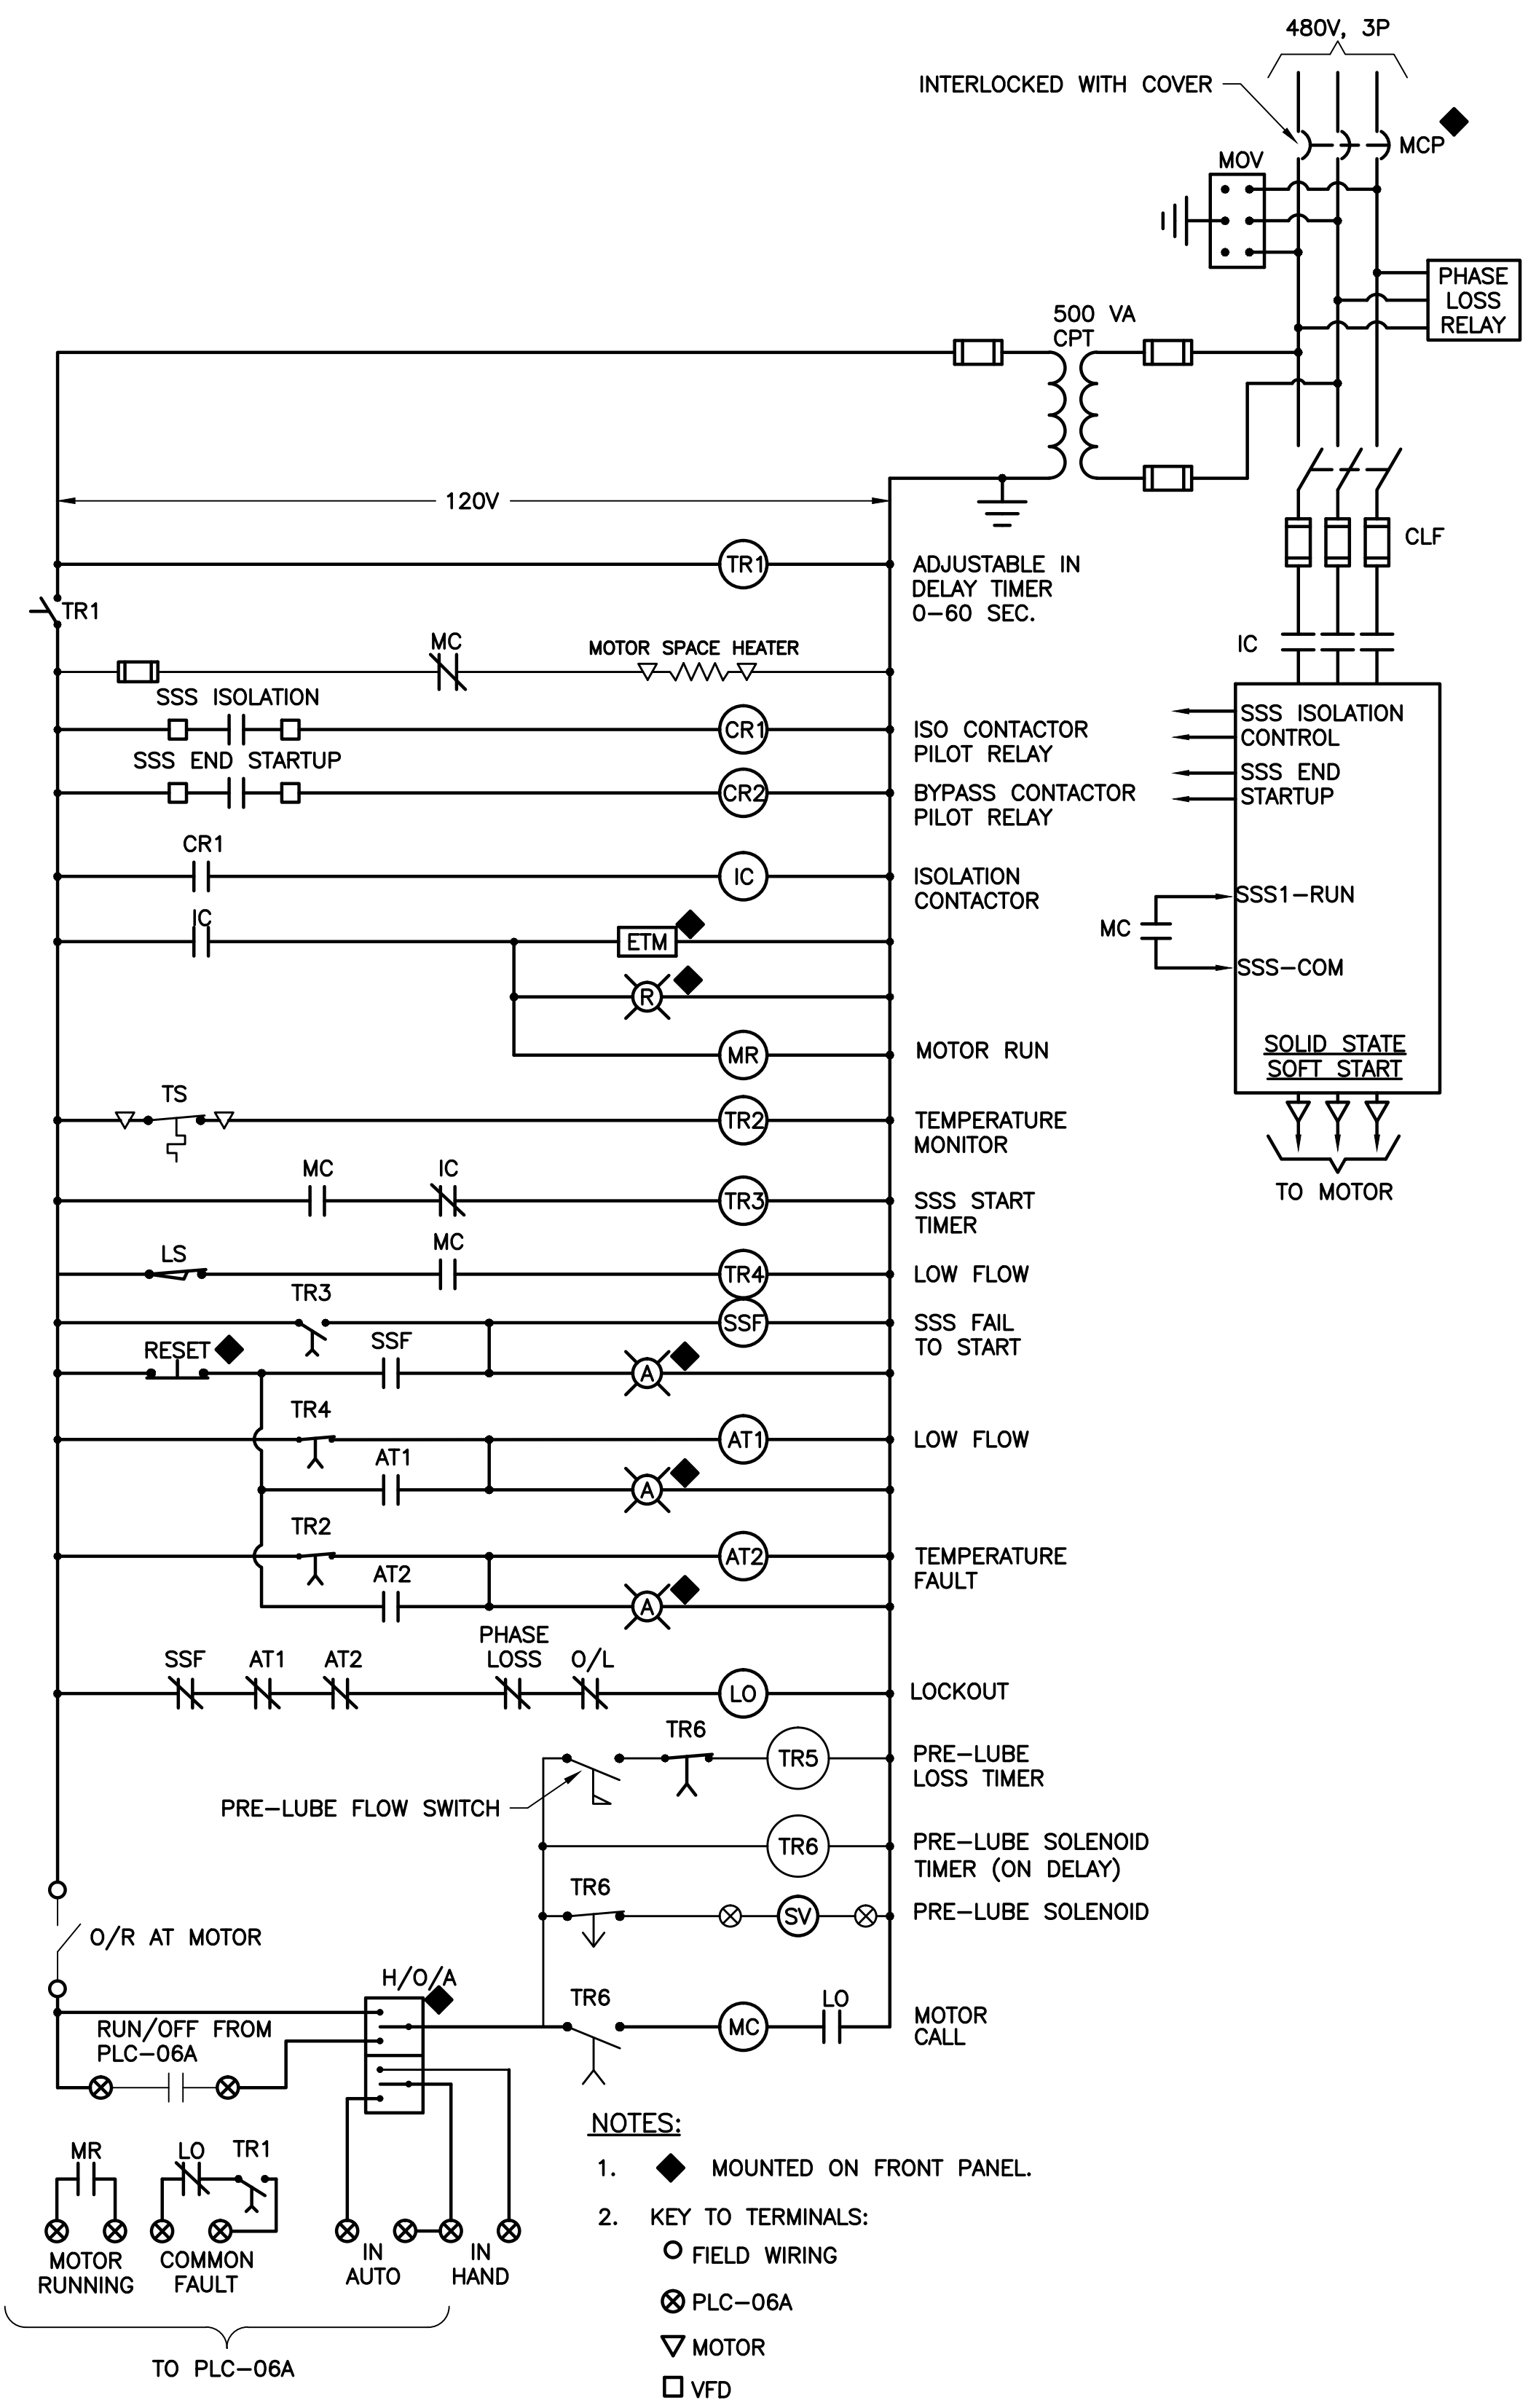 480V, 3P
INTERLOCKED WITH COVER
MCP
MOV
PHASE
LOSS
RELAY
500 VA
CPT
120V
CLF
TR1
ADJUSTABLE IN
DELAY TIMER
0-60 SEC.
TR1
MC
MOTOR SPACE HEATER
IC
SSS ISOLATION
CR1
ISO CONTACTOR
PILOT RELAY
SSS ISOLATION
CONTROL
SSS END STARTUP
CR2
BYPASS CONTACTOR
PILOT RELAY
SSS END
STARTUP
CR1
IC
ISOLATION
CONTACTOR
SSS1-RUN
MC
SSS-COM
IC
ETM
R
MR
MOTOR RUN
SOLID STATE
SOFT START
TS
TR2
TEMPERATURE
MONITOR
TO MOTOR
MC
IC
TR3
SSS START
TIMER
LS
MC
TR4
LOW FLOW
TR3
SSF
SSS FAIL
TO START
RESET
SSF
A
TR4
AT1
LOW FLOW
AT1
A
TR2
AT2
TEMPERATURE
FAULT
AT2
A
SSF
AT1
AT2
PHASE
LOSS
O/L
LO
LOCKOUT
TR6
TR5
PRE-LUBE
LOSS TIMER
PRE-LUBE FLOW SWITCH
TR6
PRE-LUBE SOLENOID
TIMER (ON DELAY)
TR6
SV
PRE-LUBE SOLENOID
O/R AT MOTOR
H/O/A
TR6
MC
LO
MOTOR
CALL
RUN/OFF FROM
PLC-06A
MR
LO
TR1
MOTOR
RUNNING
COMMON
FAULT
IN
AUTO
IN
HAND
TO PLC-06A
NOTES:
1. MOUNTED ON FRONT PANEL.
2. KEY TO TERMINALS:
FIELD WIRING
PLC-06A
MOTOR
VFD